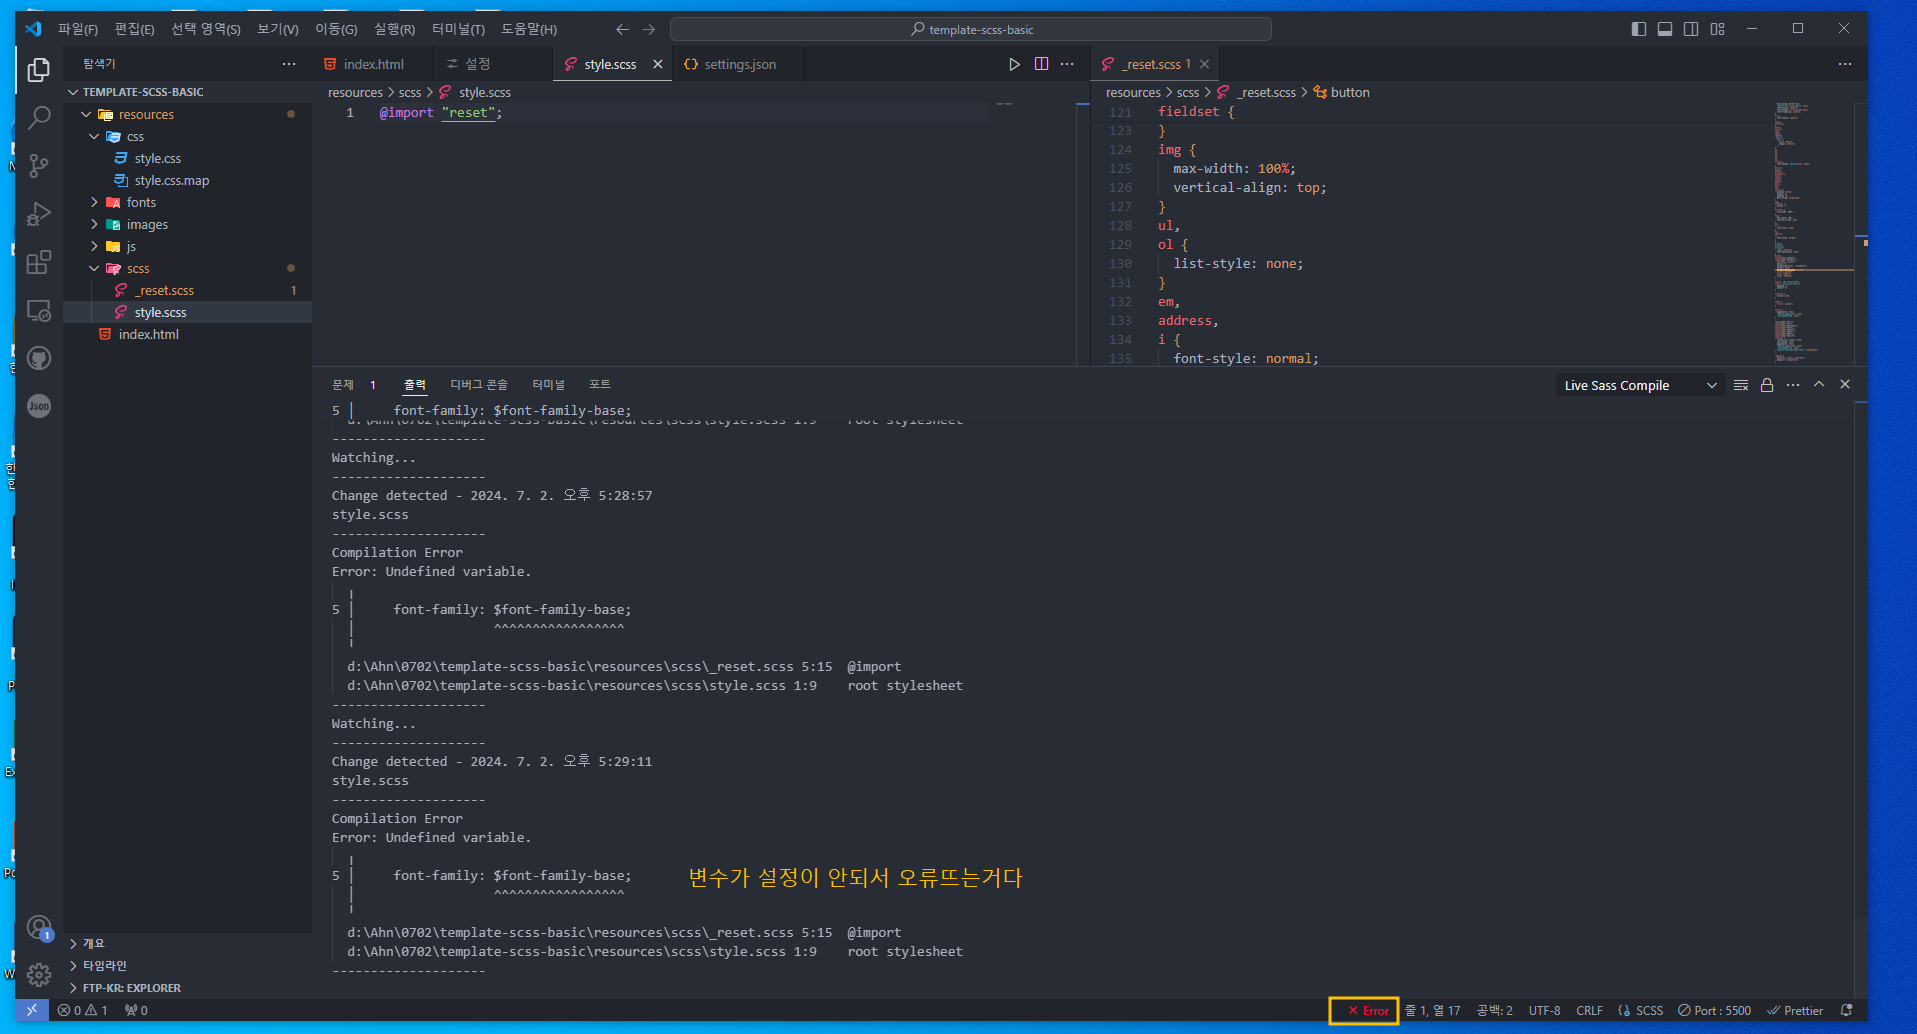 파일(F) 편집(E) 선택 영역(S) 보기(V) 이동(G) 실행(R) 터미널(T) 도움말(H) template-scss-basic
탐색기
TEMPLATE-SCSS-BASIC
resources
css
style.css
style.css.map
fonts
images
js
scss
_reset.scss 1
style.scss
index.html
개요
타임라인
FTP-KR: EXPLORER
index.html 설정 style.scss settings.json
resources > scss > style.scss
1 @import "reset";
_reset.scss 1
resources > scss > _reset.scss > button
121 fieldset {
123 }
124 img {
125 max-width: 100%;
126 vertical-align: top;
127 }
128 ul,
129 ol {
130 list-style: none;
131 }
132 em,
133 address,
134 i {
135 font-style: normal;
문제 1 출력 디버그 콘솔 터미널 포트 Live Sass Compile
5 │ font-family: $font-family-base;
d:\Ahn\0702\template-scss-basic\resources\scss\style.scss 1:9 root stylesheet
--------------------
Watching...
--------------------
Change detected - 2024. 7. 2. 오후 5:28:57
style.scss
--------------------
Compilation Error
Error: Undefined variable.
╷
5 │ font-family: $font-family-base;
│ ^^^^^^^^^^^^^^^^^
╵
d:\Ahn\0702\template-scss-basic\resources\scss\_reset.scss 5:15 @import
d:\Ahn\0702\template-scss-basic\resources\scss\style.scss 1:9 root stylesheet
--------------------
Watching...
--------------------
Change detected - 2024. 7. 2. 오후 5:29:11
style.scss
--------------------
Compilation Error
Error: Undefined variable.
╷
5 │ font-family: $font-family-base; 변수가 설정이 안되서 오류뜨는거다
│ ^^^^^^^^^^^^^^^^^
╵
d:\Ahn\0702\template-scss-basic\resources\scss\_reset.scss 5:15 @import
d:\Ahn\0702\template-scss-basic\resources\scss\style.scss 1:9 root stylesheet
--------------------
Json
1
0 1 0 Error 줄 1, 열 17 공백: 2 UTF-8 CRLF SCSS Port : 5500 Prettier